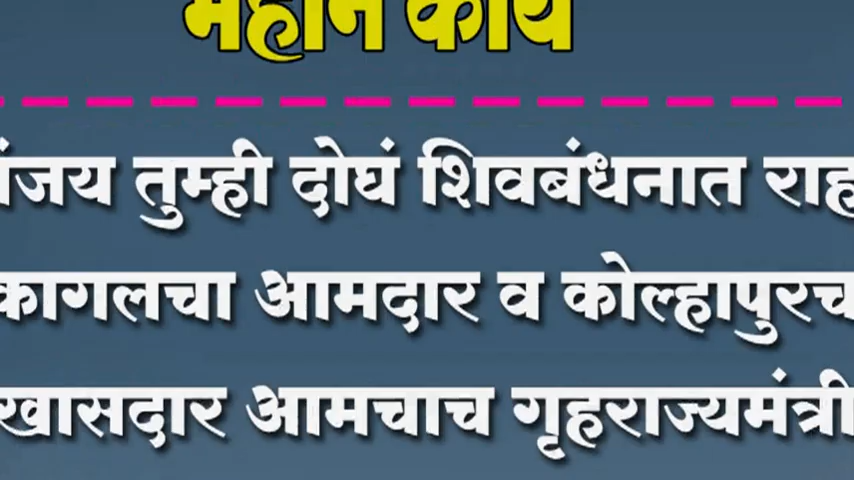 महान कार्य
संजय तुम्ही दोघं शिवबंधनात राह
कागलचा आमदार व कोल्हापुरच
खासदार आमचाच गृहराज्यमंत्री